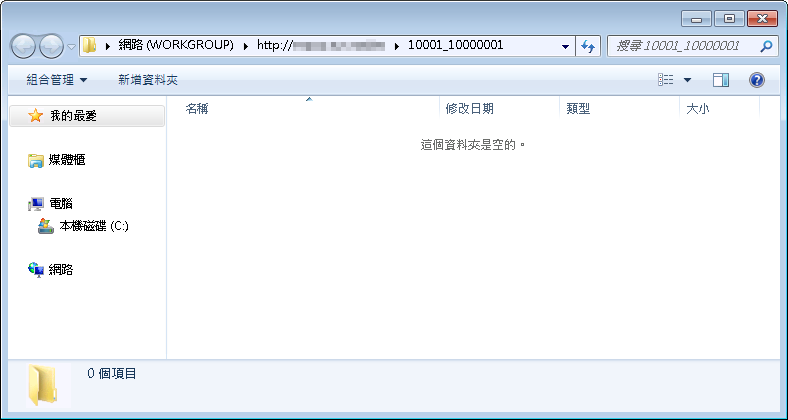 網路 (WORKGROUP) http:// 10001_10000001 搜尋 10001_10000001
組合管理 新增資料夾
我的最愛 名稱 修改日期 類型 大小
這個資料夾是空的。
媒體櫃
電腦
本機磁碟 (C:)
網路
0 個項目